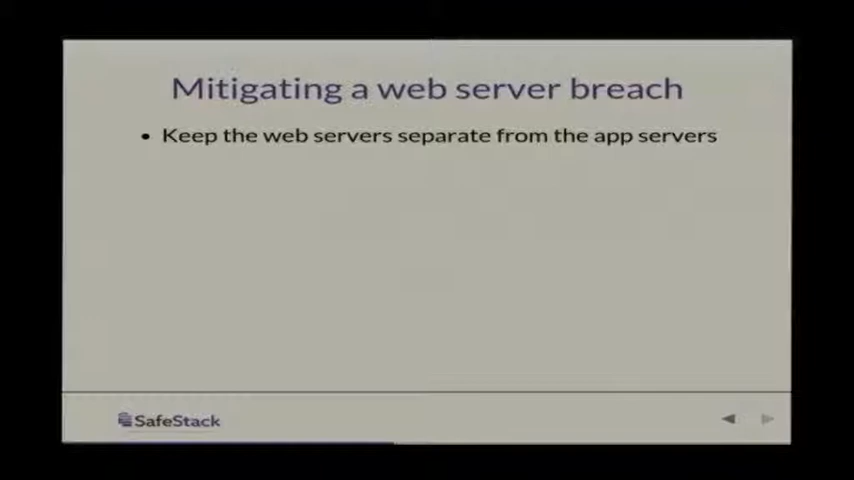 Mitigating a web server breach
• Keep the web servers separate from the app servers
SafeStack